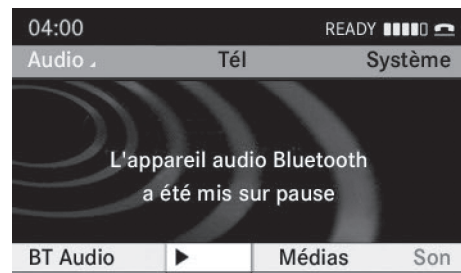 04:00 READY
Audio Tél Système
L'appareil audio Bluetooth
a été mis sur pause
BT Audio Médias Son